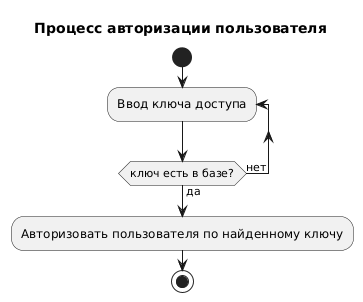 Процесс авторизации пользователя
Ввод ключа доступа
ключ есть в базе?
нет
да
Авторизовать пользователя по найденному ключу